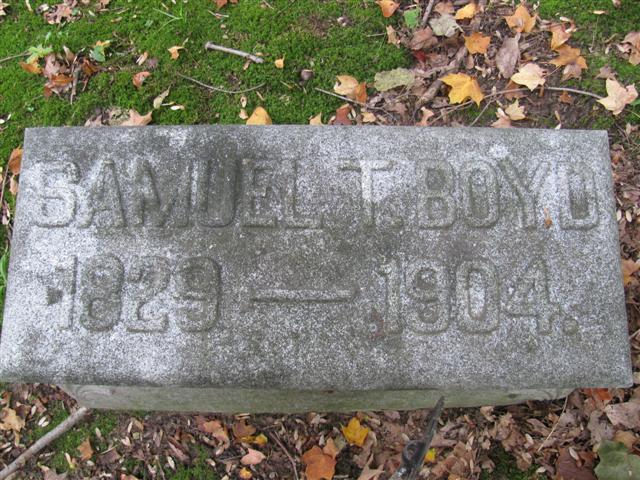 SAMUEL T. BOYD
1829 — 1904.